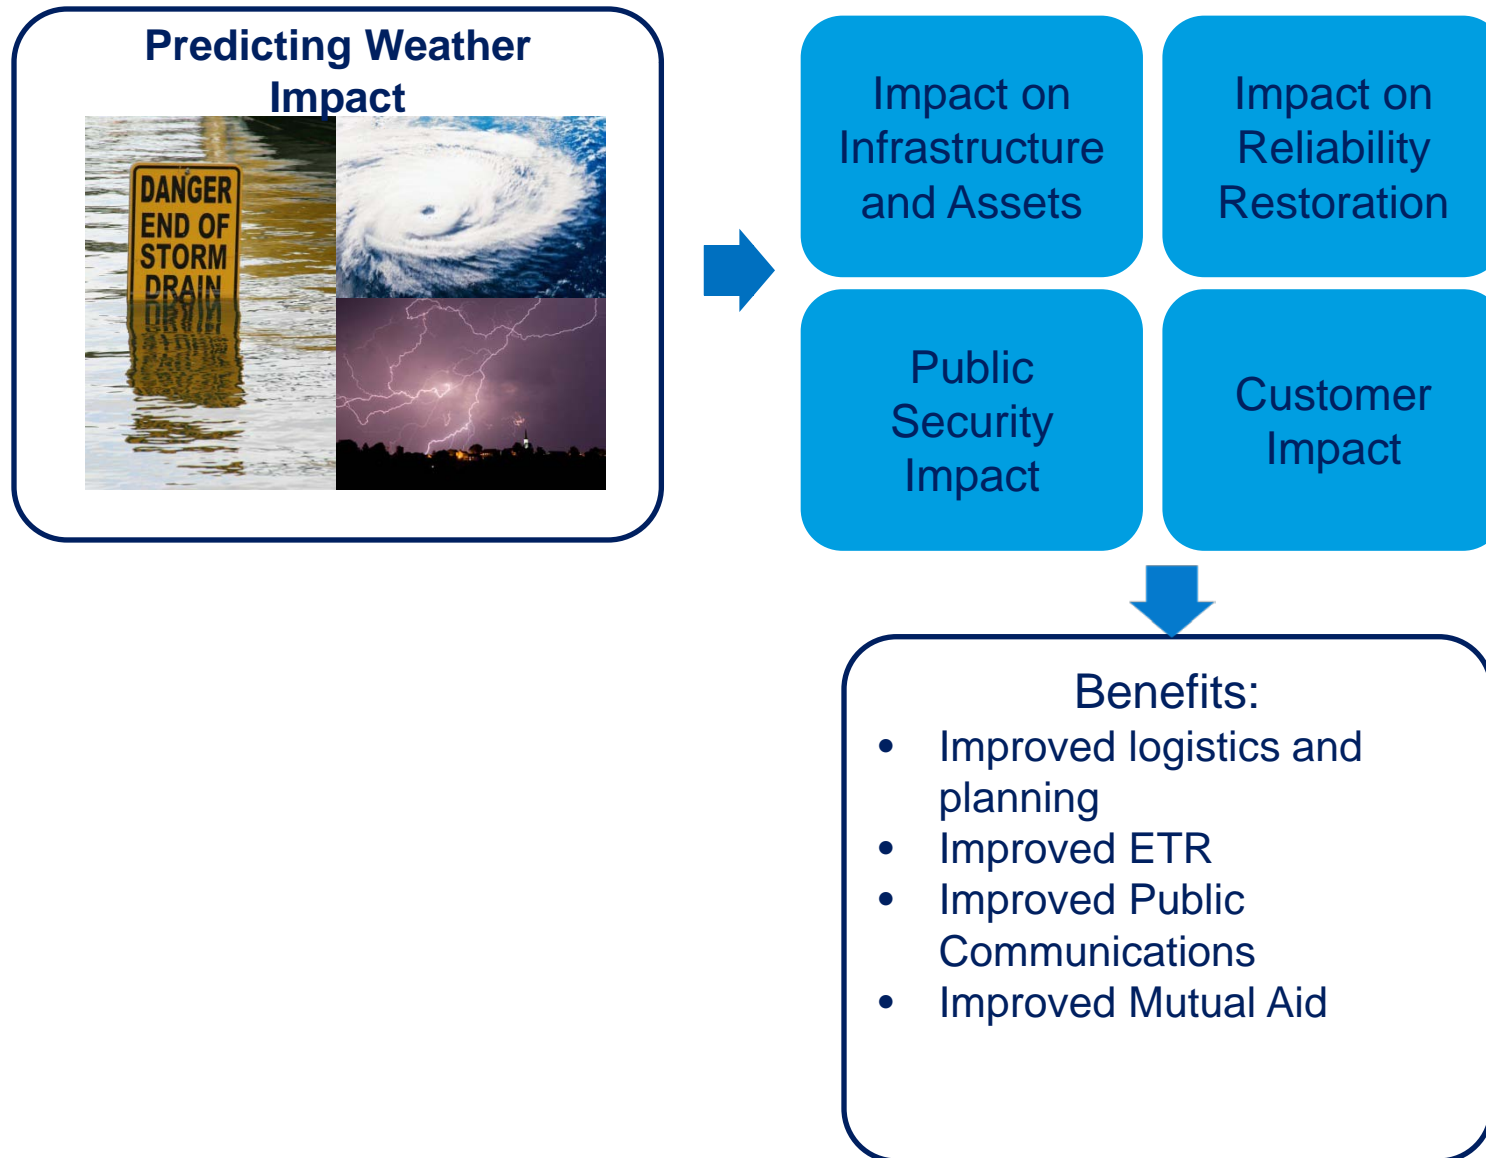 Predicting Weather
Impact
DANGER
END OF
STORM
DRAIN
Impact on
Infrastructure
and Assets
Impact on
Reliability
Restoration
Public
Security
Impact
Customer
Impact
Benefits:
• Improved logistics and
planning
• Improved ETR
• Improved Public
Communications
• Improved Mutual Aid